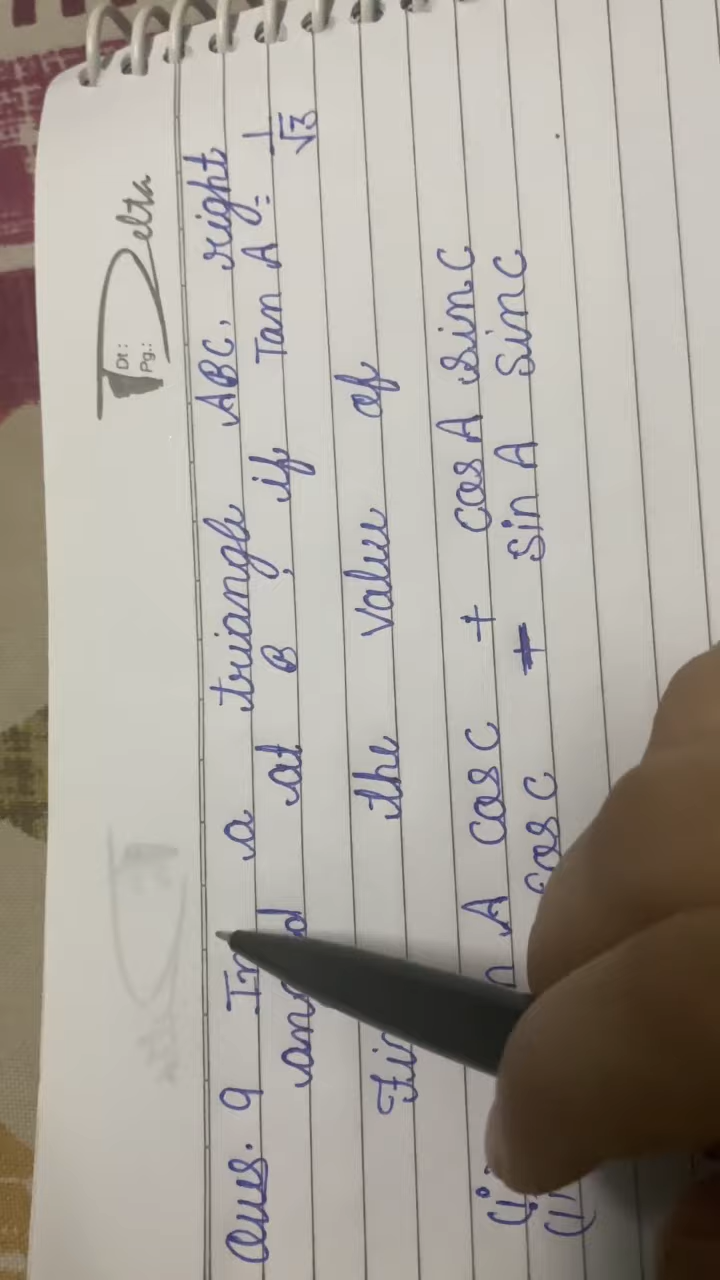 Delta
Dt:
Pg.:
Ques. 9 In a triangle ABC, right
at B, if Tan A = 1/√3
the value of
A cos C + cos A sin C
cos C + sin A sin C